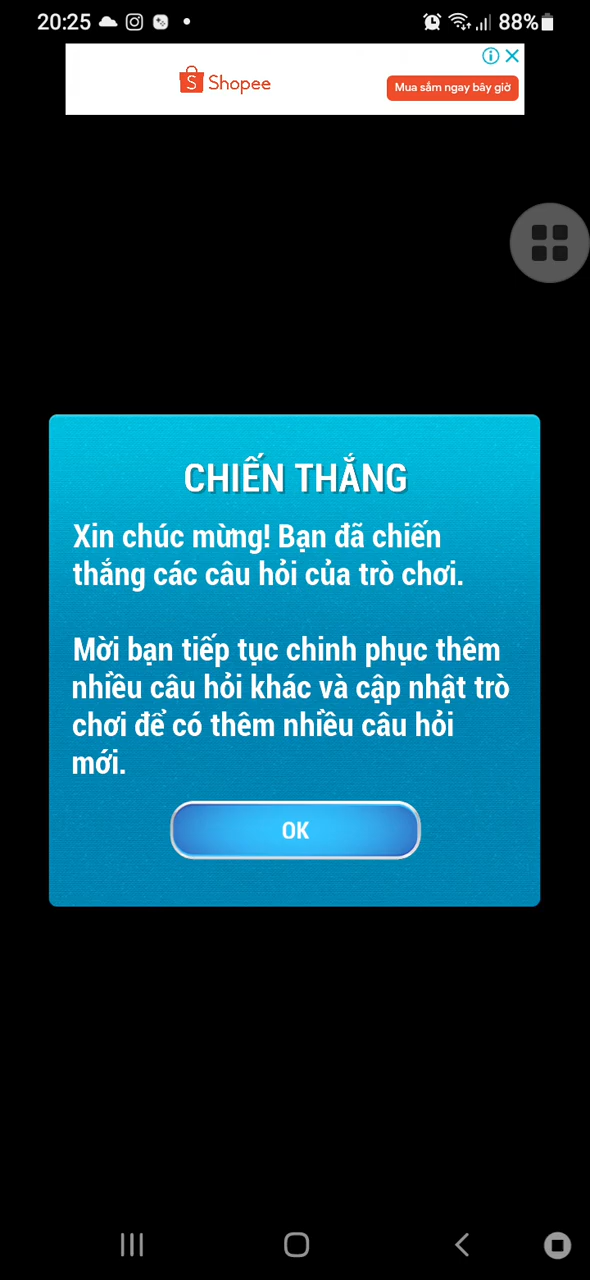 20:25 88%
Shopee
Mua sắm ngay bây giờ
CHIẾN THẮNG
Xin chúc mừng! Bạn đã chiến
thắng các câu hỏi của trò chơi.
Mời bạn tiếp tục chinh phục thêm
nhiều câu hỏi khác và cập nhật trò
chơi để có thêm nhiều câu hỏi
mới.
OK